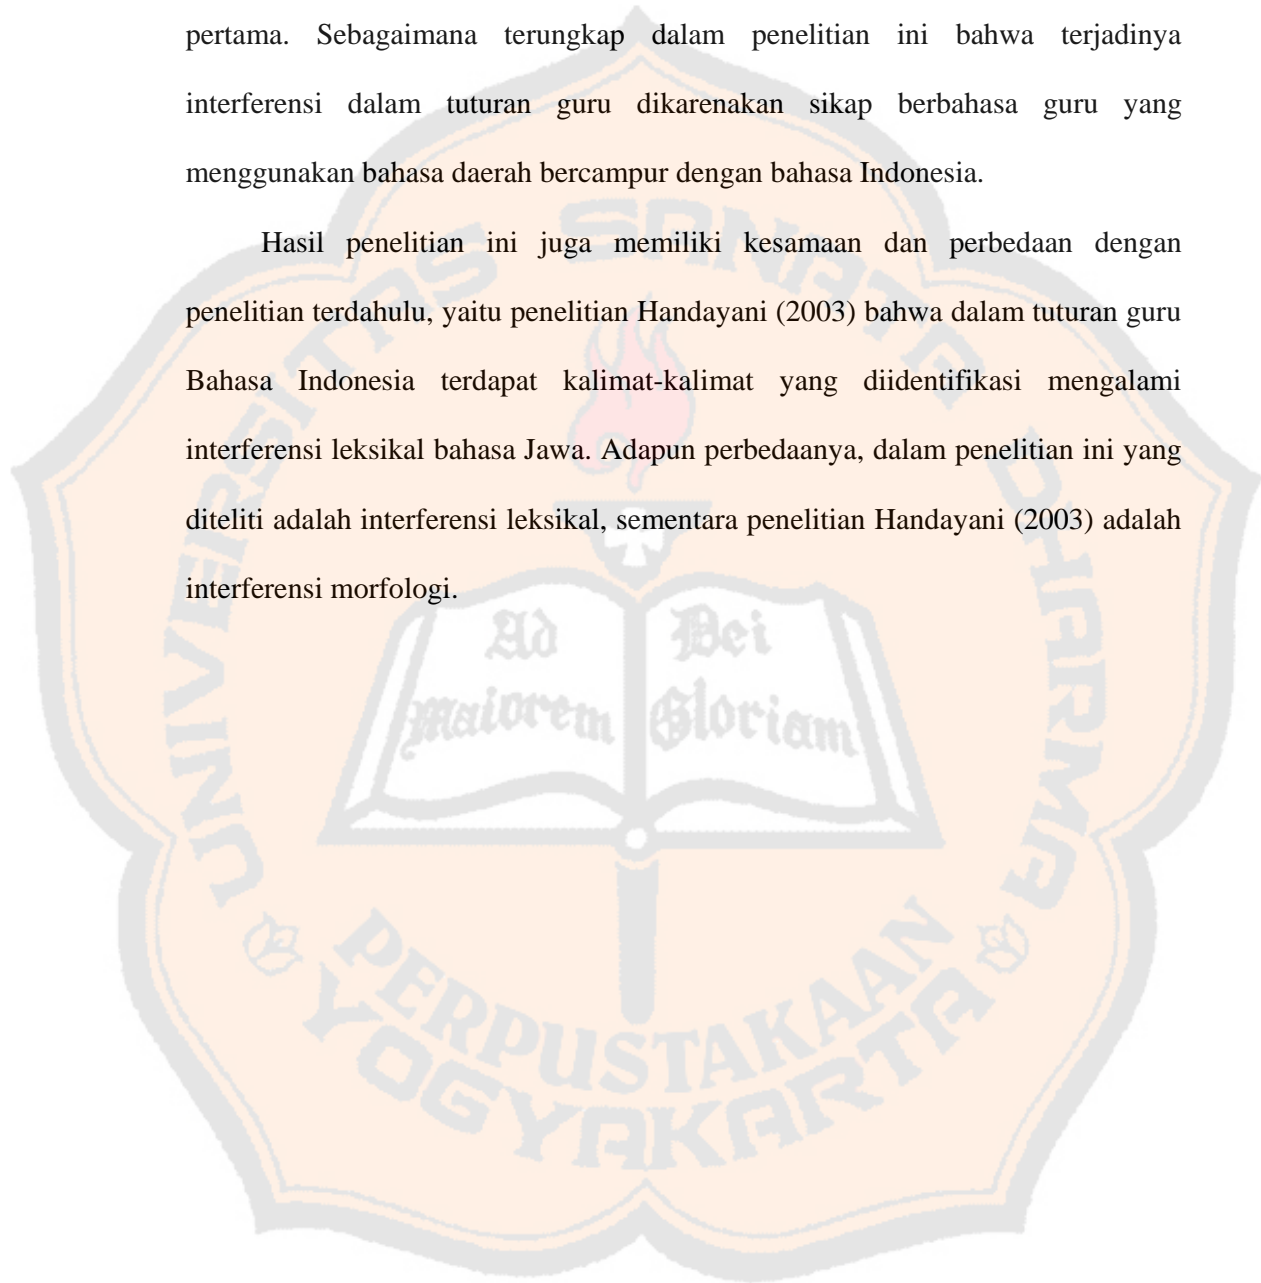 pertama. Sebagaimana terungkap dalam penelitian ini bahwa terjadinya
interferensi dalam tuturan guru dikarenakan sikap berbahasa guru yang
menggunakan bahasa daerah bercampur dengan bahasa Indonesia.
Hasil penelitian ini juga memiliki kesamaan dan perbedaan dengan
penelitian terdahulu, yaitu penelitian Handayani (2003) bahwa dalam tuturan guru
Bahasa Indonesia terdapat kalimat-kalimat yang diidentifikasi mengalami
interferensi leksikal bahasa Jawa. Adapun perbedaanya, dalam penelitian ini yang
diteliti adalah interferensi leksikal, sementara penelitian Handayani (2003) adalah
interferensi morfologi.
UNIVERSITAS SANATA DHARMA
Ad
maiorem
Dei
Gloriam
PERPUSTAKAAN
YOGYAKARTA